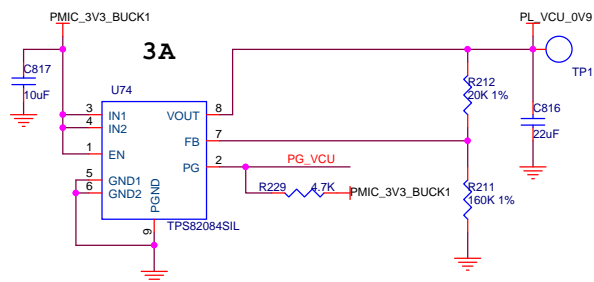 PMIC_3V3_BUCK1
PL_VCU_0V9
3A
C817
10uF
U74
TP1
3 IN1
4 IN2
1 EN
5 GND1
6 GND2
PGND
9
VOUT 8
FB 7
PG 2
TPS82084SIL
PG_VCU
R229 4.7K
PMIC_3V3_BUCK1
R212
20K 1%
C816
22uF
R211
160K 1%